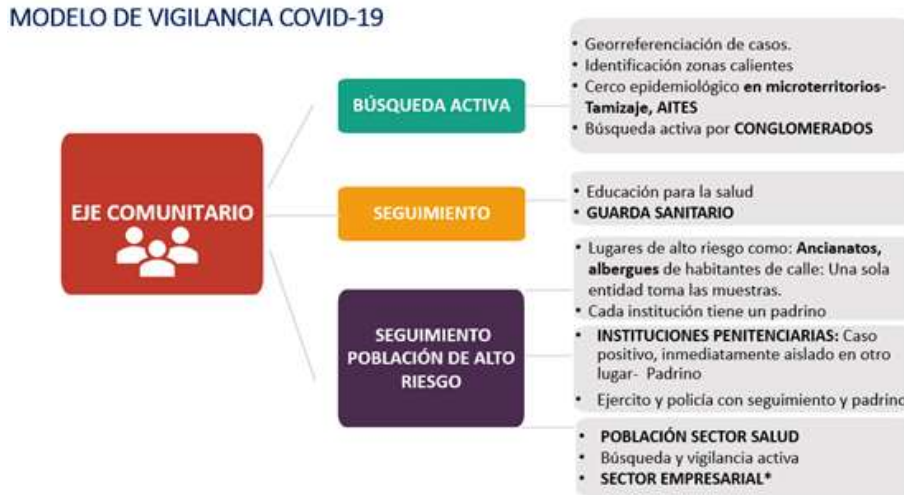 MODELO DE VIGILANCIA COVID-19
EJE COMUNITARIO
BÚSQUEDA ACTIVA
• Georreferenciación de casos.
• Identificación zonas calientes
• Cerco epidemiológico en microterritorios-
Tamizaje, AITES
• Búsqueda activa por CONGLOMERADOS
SEGUIMIENTO
• Educación para la salud
• GUARDA SANITARIO
SEGUIMIENTO
POBLACIÓN DE ALTO
RIESGO
• Lugares de alto riesgo como: Ancianatos,
albergues de habitantes de calle: Una sola
entidad toma las muestras.
• Cada institución tiene un padrino
• INSTITUCIONES PENITENCIARIAS: Caso
positivo, inmediatamente aislado en otro
lugar- Padrino
• Ejercito y policía con seguimiento y padrino
• POBLACIÓN SECTOR SALUD
• Búsqueda y vigilancia activa
• SECTOR EMPRESARIAL*